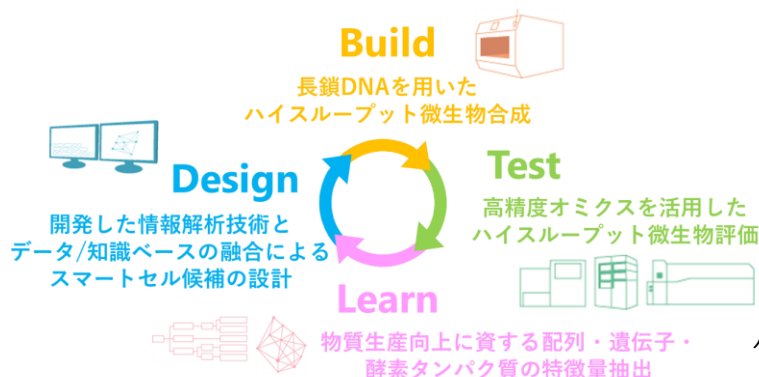 Build
長鎖DNAを用いた
ハイスループット微生物合成
Design
開発した情報解析技術と
データ/知識ベースの融合による
スマートセル候補の設計
Test
高精度オミクスを活用した
ハイスループット微生物評価
Learn
物質生産向上に資する配列・遺伝子・
酵素タンパク質の特徴量抽出